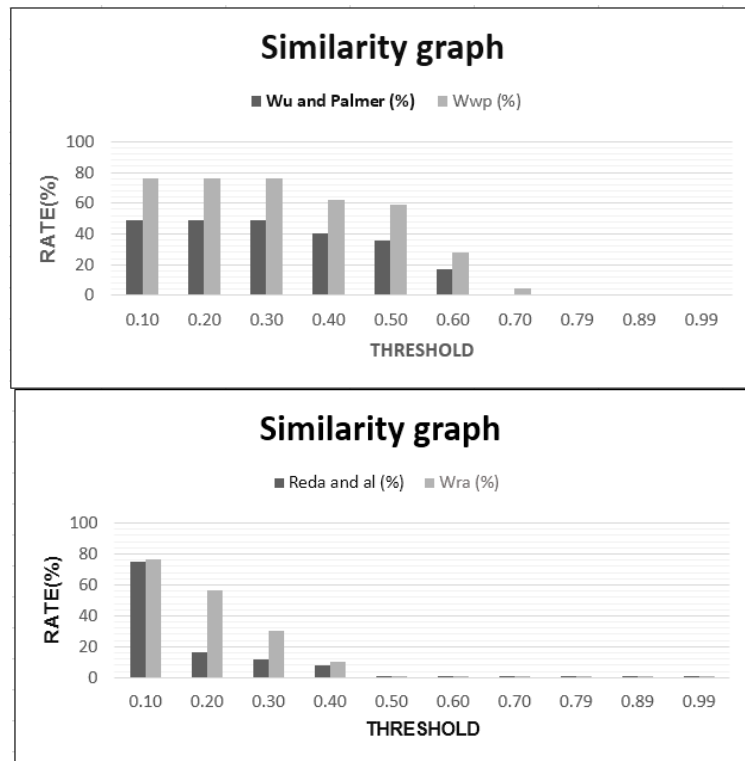 Similarity graph
Wu and Palmer (%) Wwp (%)
100
80
60
40
20
0
RATE(%)
0.10 0.20 0.30 0.40 0.50 0.60 0.70 0.79 0.89 0.99
THRESHOLD
Similarity graph
Reda and al (%) Wra (%)
100
80
60
40
20
0
RATE(%)
0.10 0.20 0.30 0.40 0.50 0.60 0.70 0.79 0.89 0.99
THRESHOLD